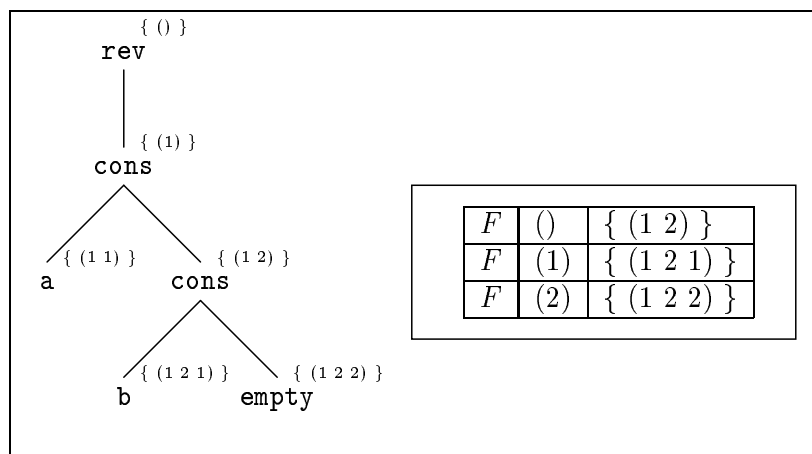 { () }
rev
{ (1) }
cons
{ (1 1) } { (1 2) }
a cons
{ (1 2 1) } { (1 2 2) }
b empty
F () { (1 2) }
F (1) { (1 2 1) }
F (2) { (1 2 2) }